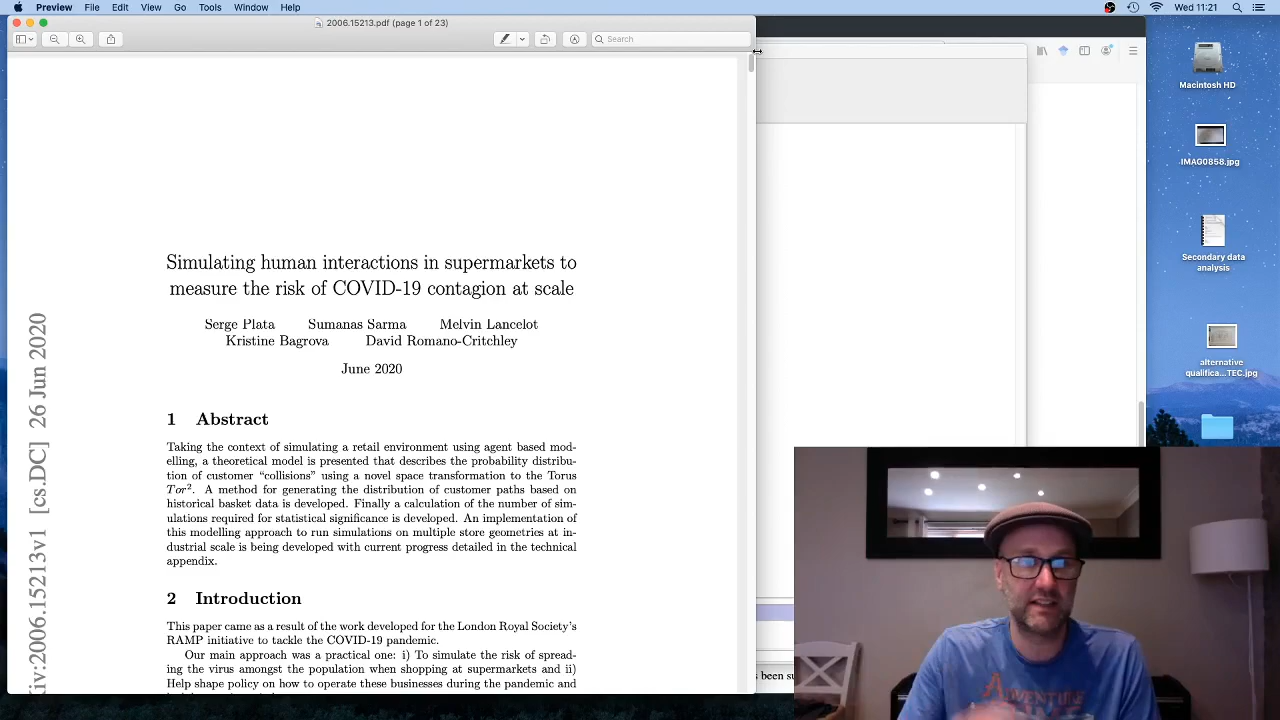 Preview File Edit View Go Tools Window Help
Wed 11:21
2006.15213.pdf (page 1 of 23)
Search
Macintosh HD
IMAG0858.jpg
Secondary data
analysis
alternative
qualifica...TEC.jpg
Simulating human interactions in supermarkets to
measure the risk of COVID-19 contagion at scale
Serge Plata Sumanas Sarma Melvin Lancelot
Kristine Bagrova David Romano-Critchley
June 2020
1 Abstract
Taking the context of simulating a retail environment using agent based mod-
elling, a theoretical model is presented that describes the probability distribu-
tion of customer “collisions” using a novel space transformation to the Torus
Tor². A method for generating the distribution of customer paths based on
historical basket data is developed. Finally a calculation of the number of sim-
ulations required for statistical significance is developed. An implementation of
this modelling approach to run simulations on multiple store geometries at in-
dustrial scale is being developed with current progress detailed in the technical
appendix.
2 Introduction
This paper came as a result of the work developed for the London Royal Society's
RAMP initiative to tackle the COVID-19 pandemic.
Our main approach was a practical one: i) To simulate the risk of spread-
ing the virus amongst the population when shopping at supermarkets and ii)
Help shape policy on how to operate these businesses during the pandemic and
Xiv:2006.15213v1 [cs.DC] 26 Jun 2020
s been su
ADVENTURE